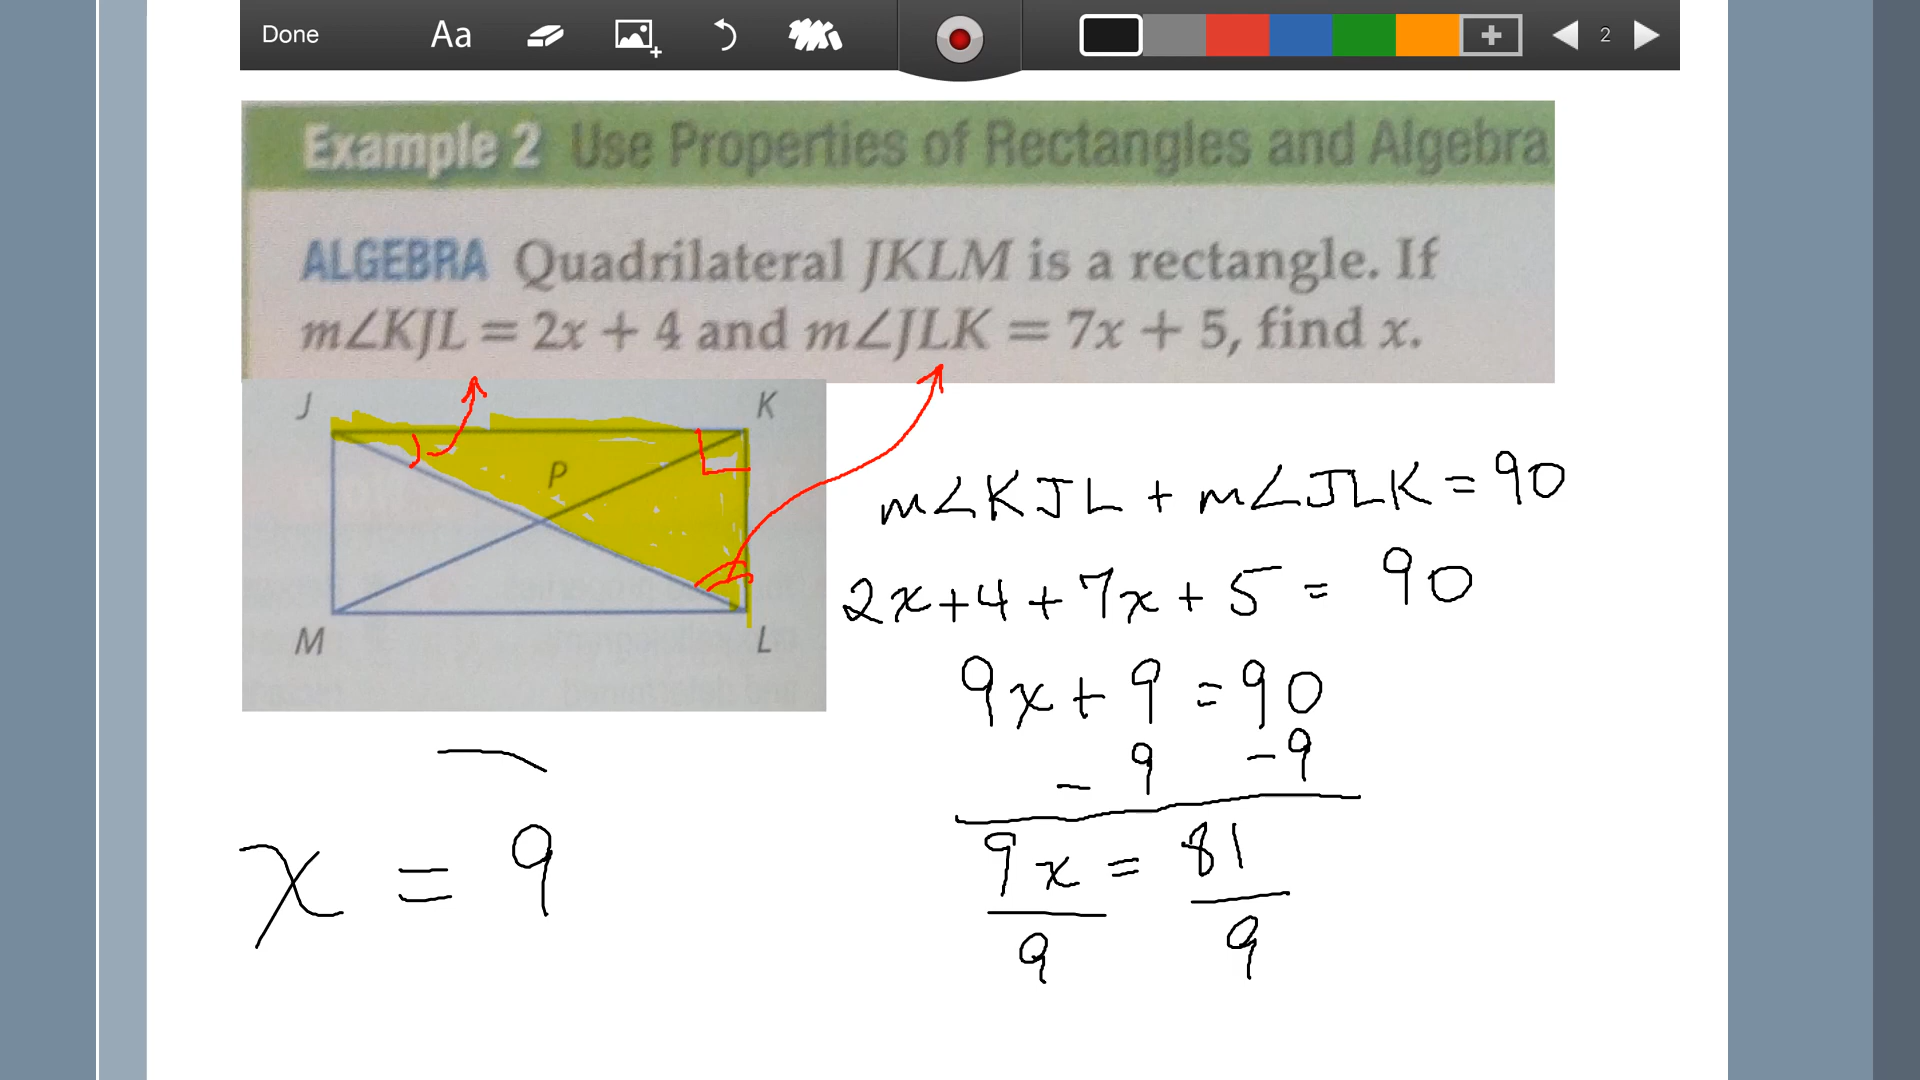 Done Aa 2
Example 2 Use Properties of Rectangles and Algebra
ALGEBRA Quadrilateral JKLM is a rectangle. If
m∠KJL = 2x + 4 and m∠JLK = 7x + 5, find x.
J K
P
M L
m∠KJL + m∠JLK = 90
2x+4+7x+5 = 90
9x+9 = 90
- 9 -9
9x = 81
9 9
x = 9